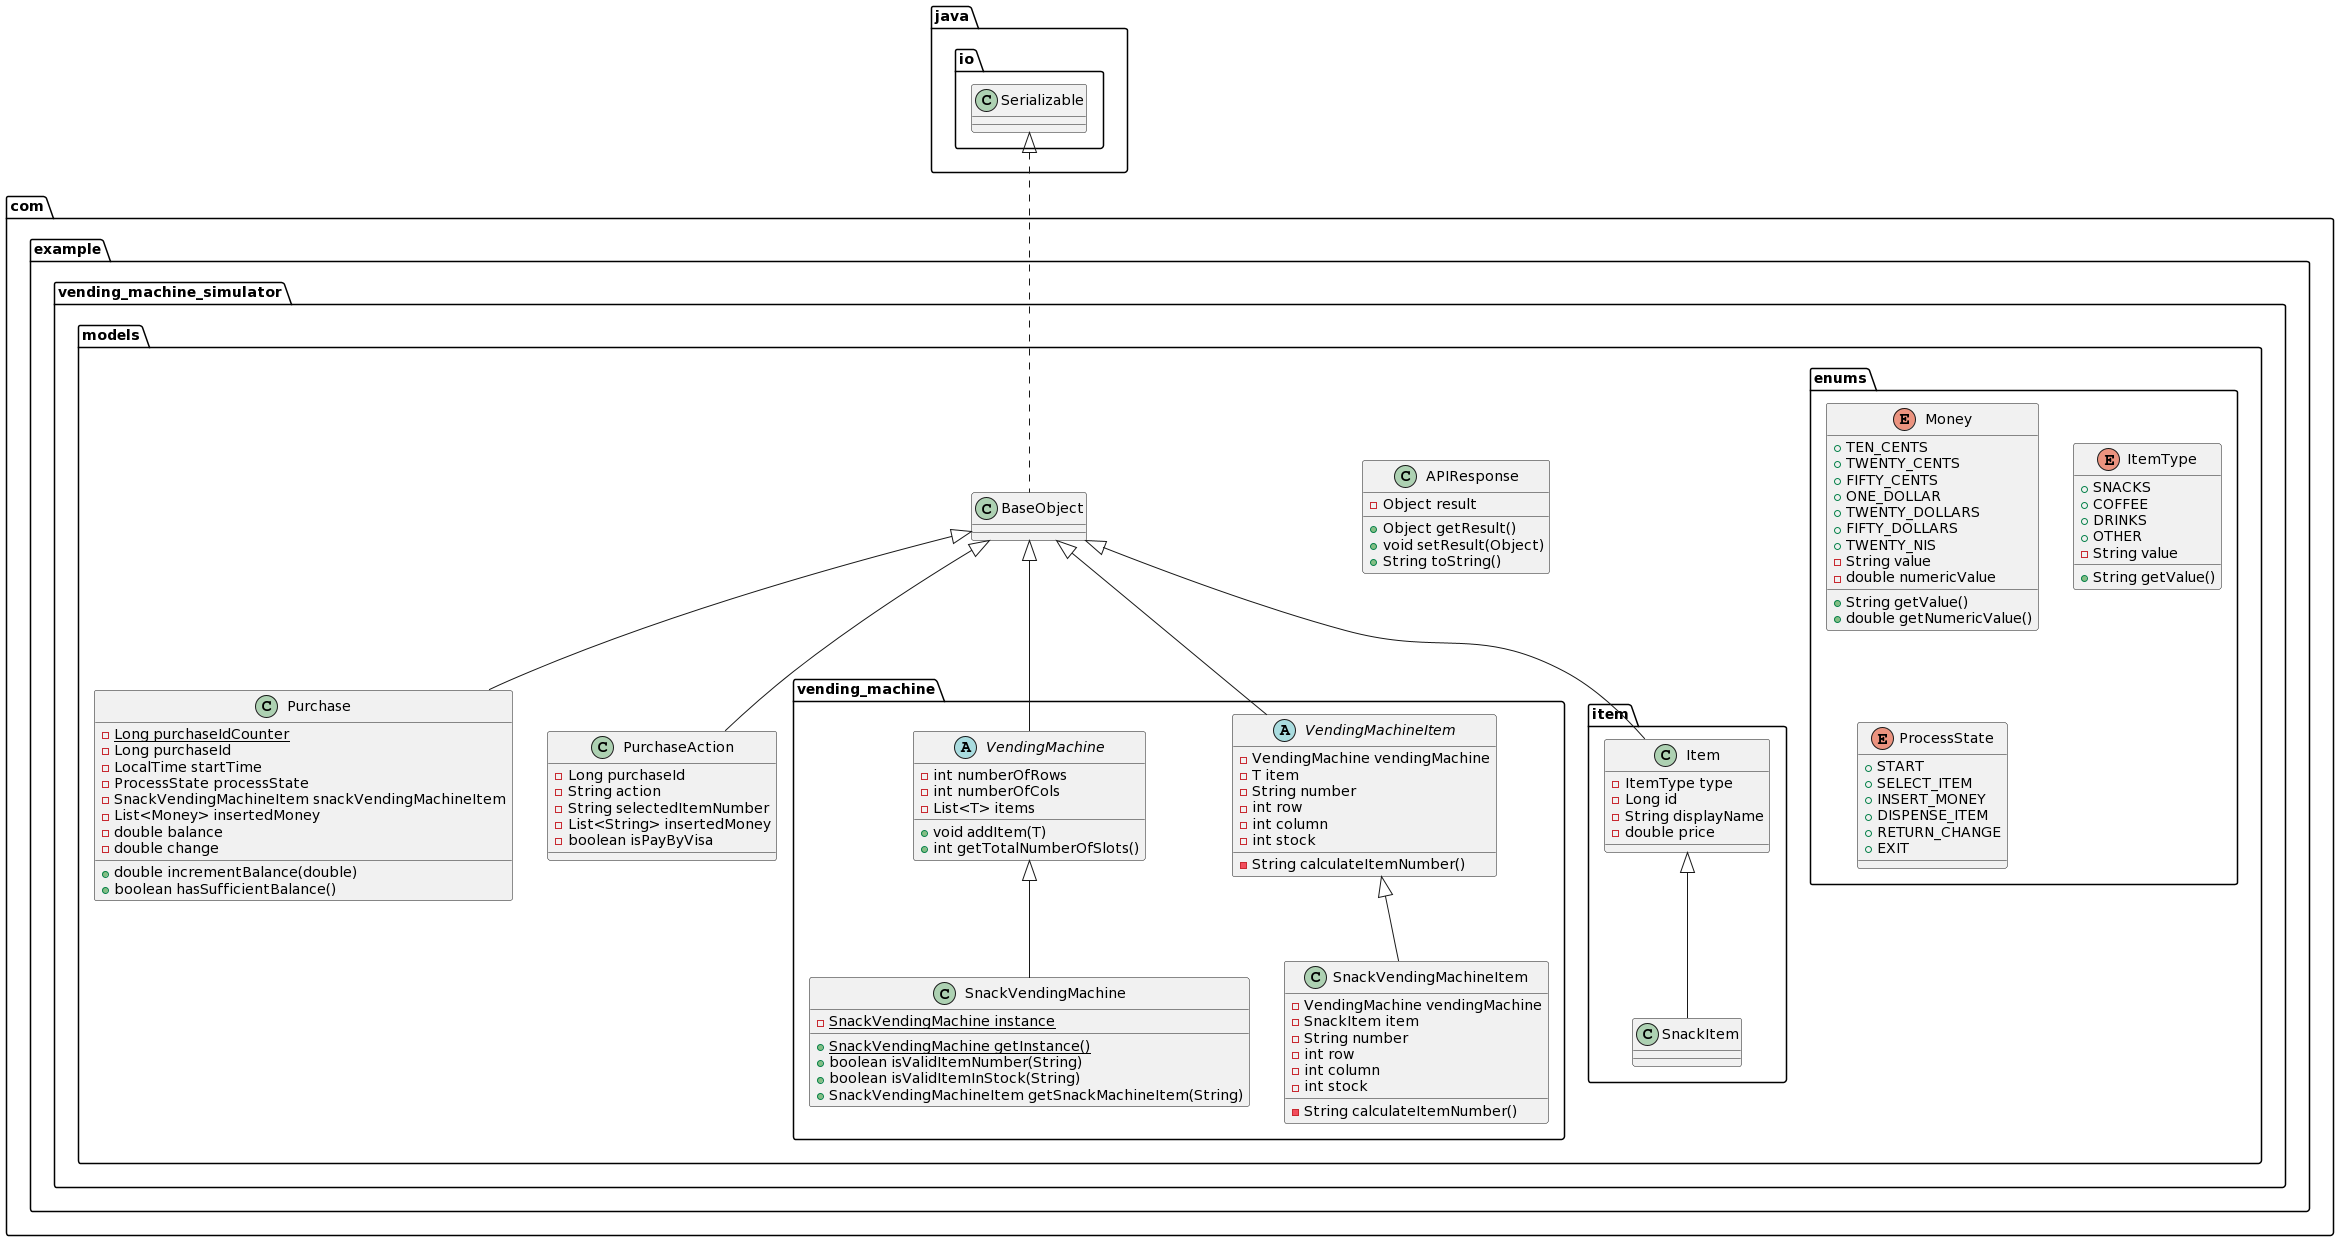 java
io
C Serializable
com
example
vending_machine_simulator
models
C BaseObject
C APIResponse
Object result
Object getResult()
void setResult(Object)
String toString()
enums
E Money
TEN_CENTS
TWENTY_CENTS
FIFTY_CENTS
ONE_DOLLAR
TWENTY_DOLLARS
FIFTY_DOLLARS
TWENTY_NIS
String value
double numericValue
String getValue()
double getNumericValue()
E ItemType
SNACKS
COFFEE
DRINKS
OTHER
String value
String getValue()
E ProcessState
START
SELECT_ITEM
INSERT_MONEY
DISPENSE_ITEM
RETURN_CHANGE
EXIT
C Purchase
Long purchaseIdCounter
Long purchaseId
LocalTime startTime
ProcessState processState
SnackVendingMachineItem snackVendingMachineItem
List<Money> insertedMoney
double balance
double change
double incrementBalance(double)
boolean hasSufficientBalance()
C PurchaseAction
Long purchaseId
String action
String selectedItemNumber
List<String> insertedMoney
boolean isPayByVisa
vending_machine
A VendingMachine
int numberOfRows
int numberOfCols
List<T> items
void addItem(T)
int getTotalNumberOfSlots()
A VendingMachineItem
VendingMachine vendingMachine
T item
String number
int row
int column
int stock
String calculateItemNumber()
C SnackVendingMachine
SnackVendingMachine instance
SnackVendingMachine getInstance()
boolean isValidItemNumber(String)
boolean isValidItemInStock(String)
SnackVendingMachineItem getSnackMachineItem(String)
C SnackVendingMachineItem
VendingMachine vendingMachine
SnackItem item
String number
int row
int column
int stock
String calculateItemNumber()
item
C Item
ItemType type
Long id
String displayName
double price
C SnackItem